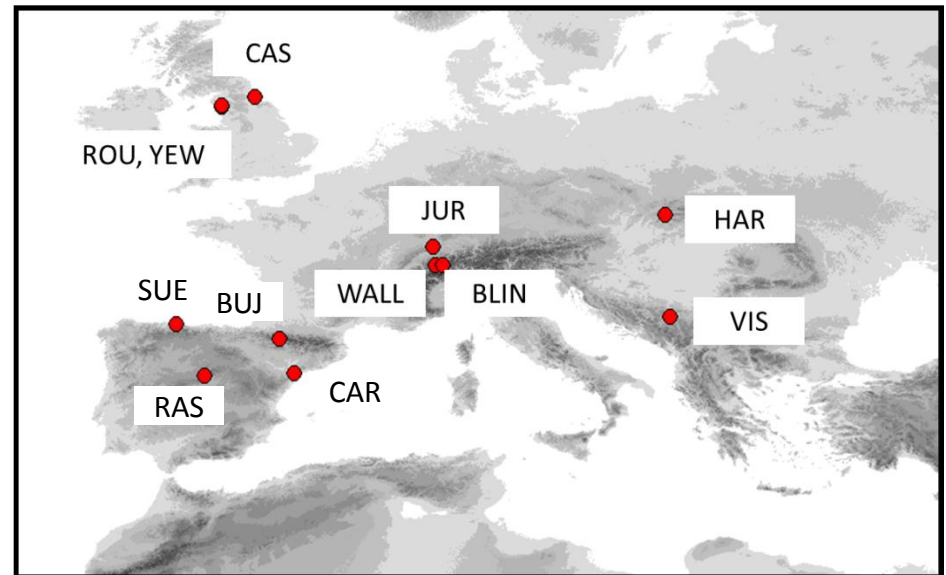 CAS
ROU, YEW
JUR
HAR
WALL
BLIN
SUE
BUJ
VIS
RAS
CAR